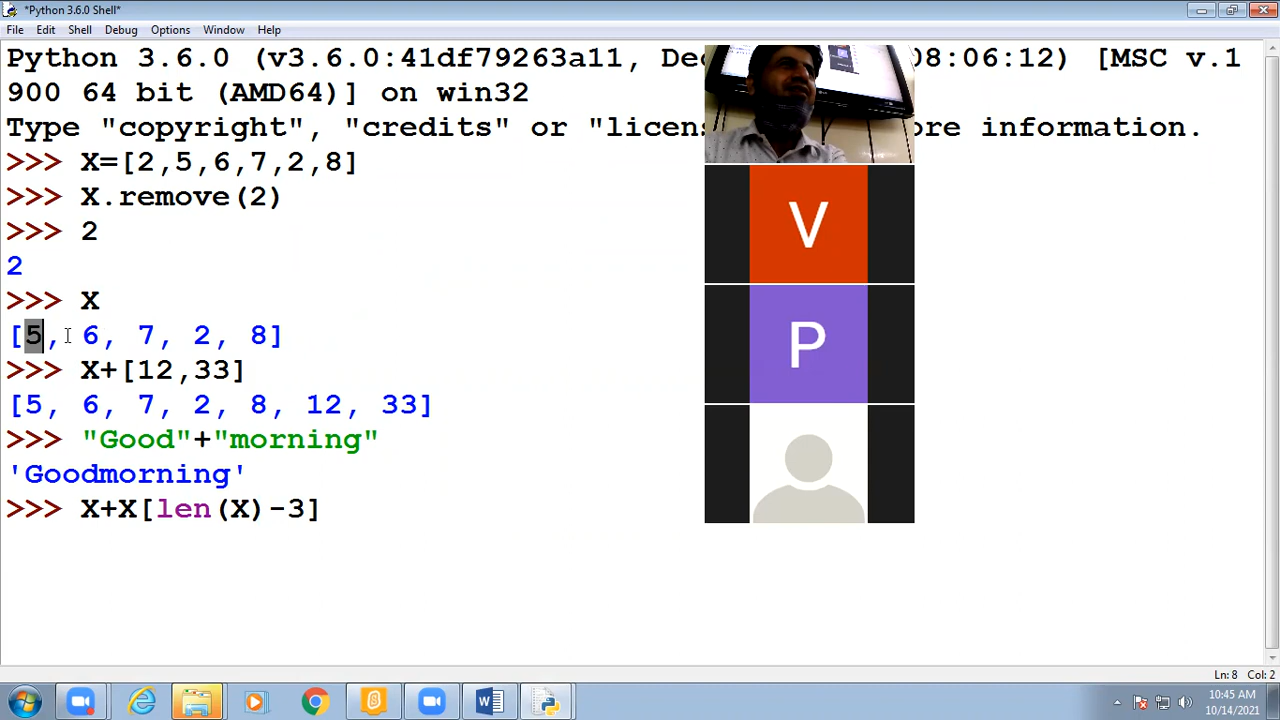 *Python 3.6.0 Shell*
File Edit Shell Debug Options Window Help
Python 3.6.0 (v3.6.0:41df79263a11, 08:06:12) [MSC v.1
900 64 bit (AMD64)] on win32
Type "copyright", "credits" or information.
>>> X=[2,5,6,7,2,8]
>>> X.remove(2)
>>> 2
2
>>> X
[5, 6, 7, 2, 8]
>>> X+[12,33]
[5, 6, 7, 2, 8, 12, 33]
>>> "Good"+"morning"
'Goodmorning'
>>> X+X[len(X)-3]
V
P
Ln: 8 Col: 2
10:45 AM
10/14/2021